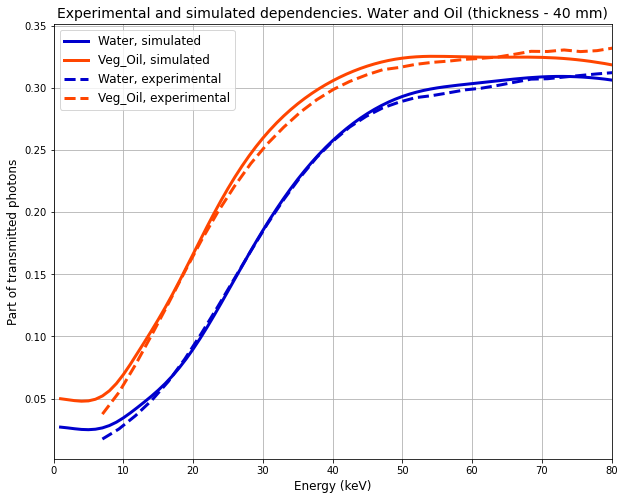 Experimental and simulated dependencies. Water and Oil (thickness - 40 mm)
Water, simulated
Veg_Oil, simulated
Water, experimental
Veg_Oil, experimental
Part of transmitted photons
0.35
0.30
0.25
0.20
0.15
0.10
0.05
0 10 20 30 40 50 60 70 80
Energy (keV)